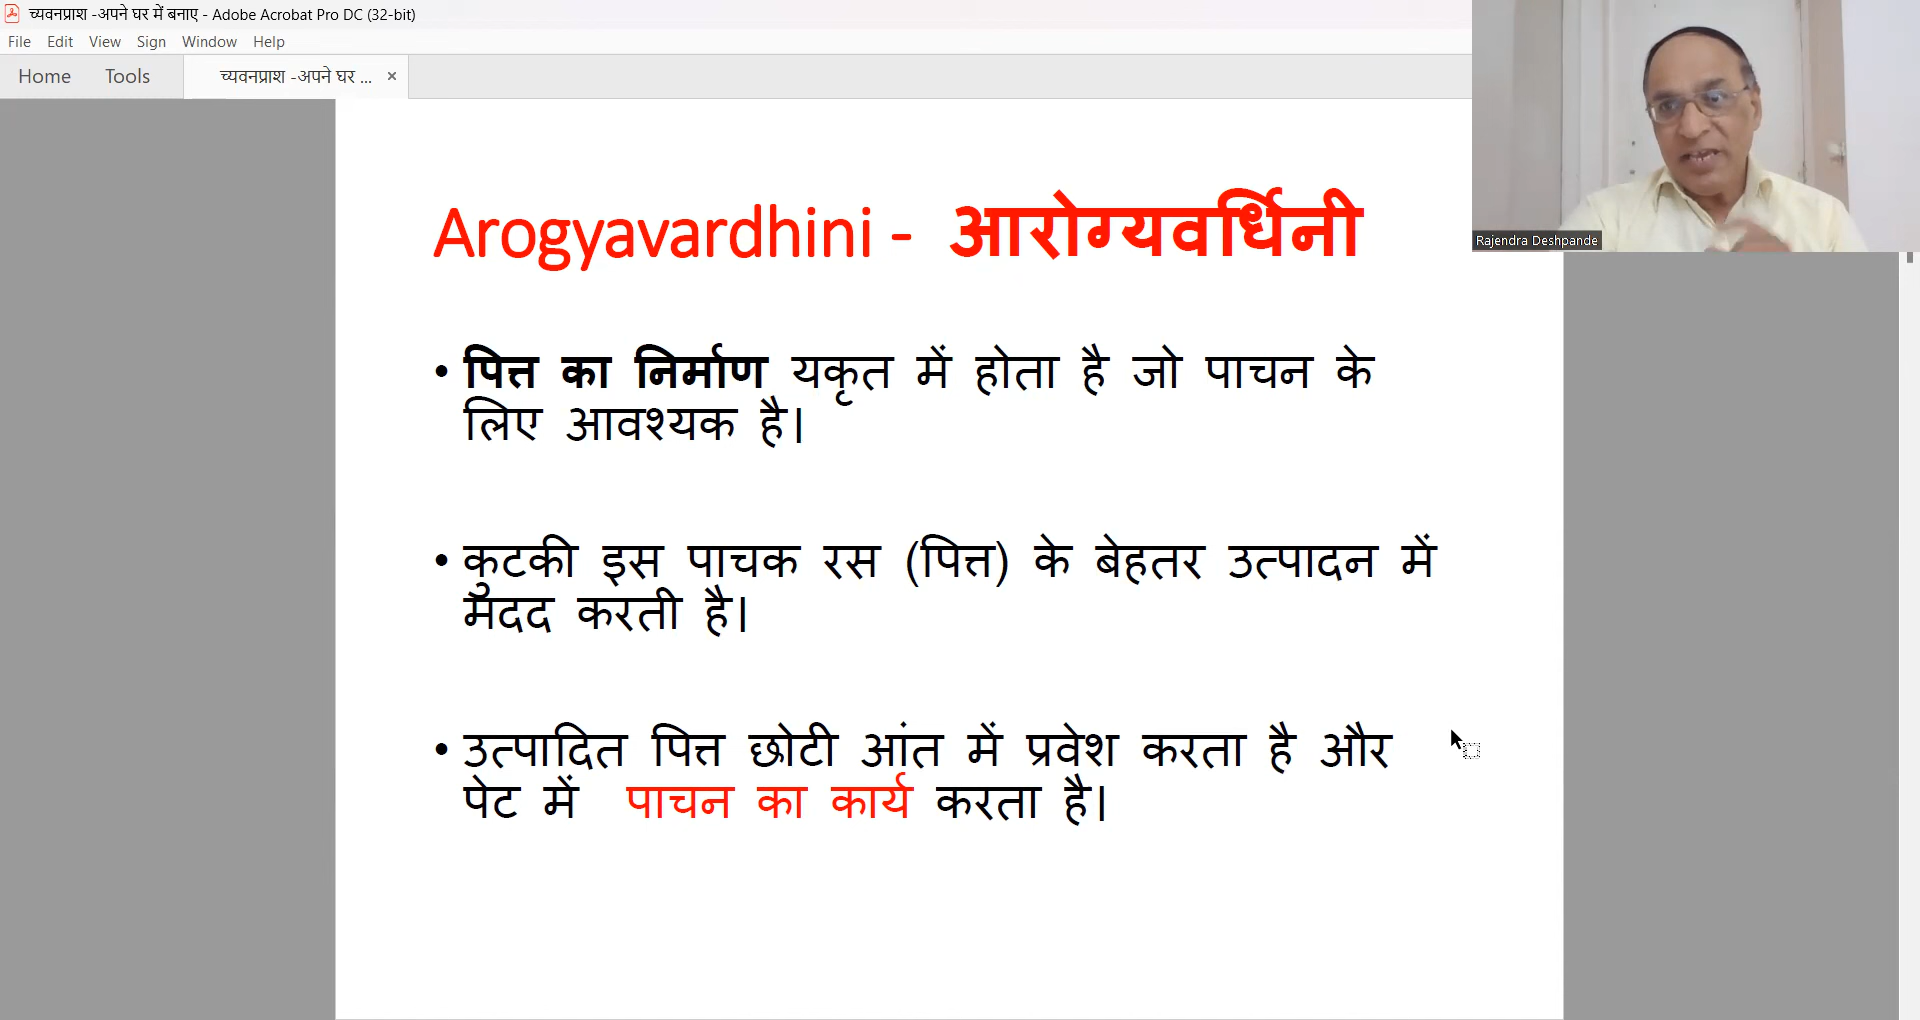 च्यवनप्राश -अपने घर में बनाए - Adobe Acrobat Pro DC (32-bit)
File Edit View Sign Window Help
Home Tools च्यवनप्राश -अपने घर ... ×
Rajendra Deshpande
Arogyavardhini - आरोग्यवर्धिनी
• पित्त का निर्माण यकृत में होता है जो पाचन के
लिए आवश्यक है।
• कुटकी इस पाचक रस (पित्त) के बेहतर उत्पादन में
मदद करती है।
• उत्पादित पित्त छोटी आंत में प्रवेश करता है और
पेट में पाचन का कार्य करता है।